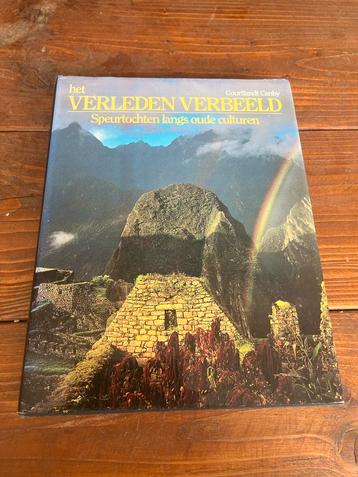 het
Courtlandt Canby
VERLEDEN VERBEELD
Speurtochten langs oude culturen